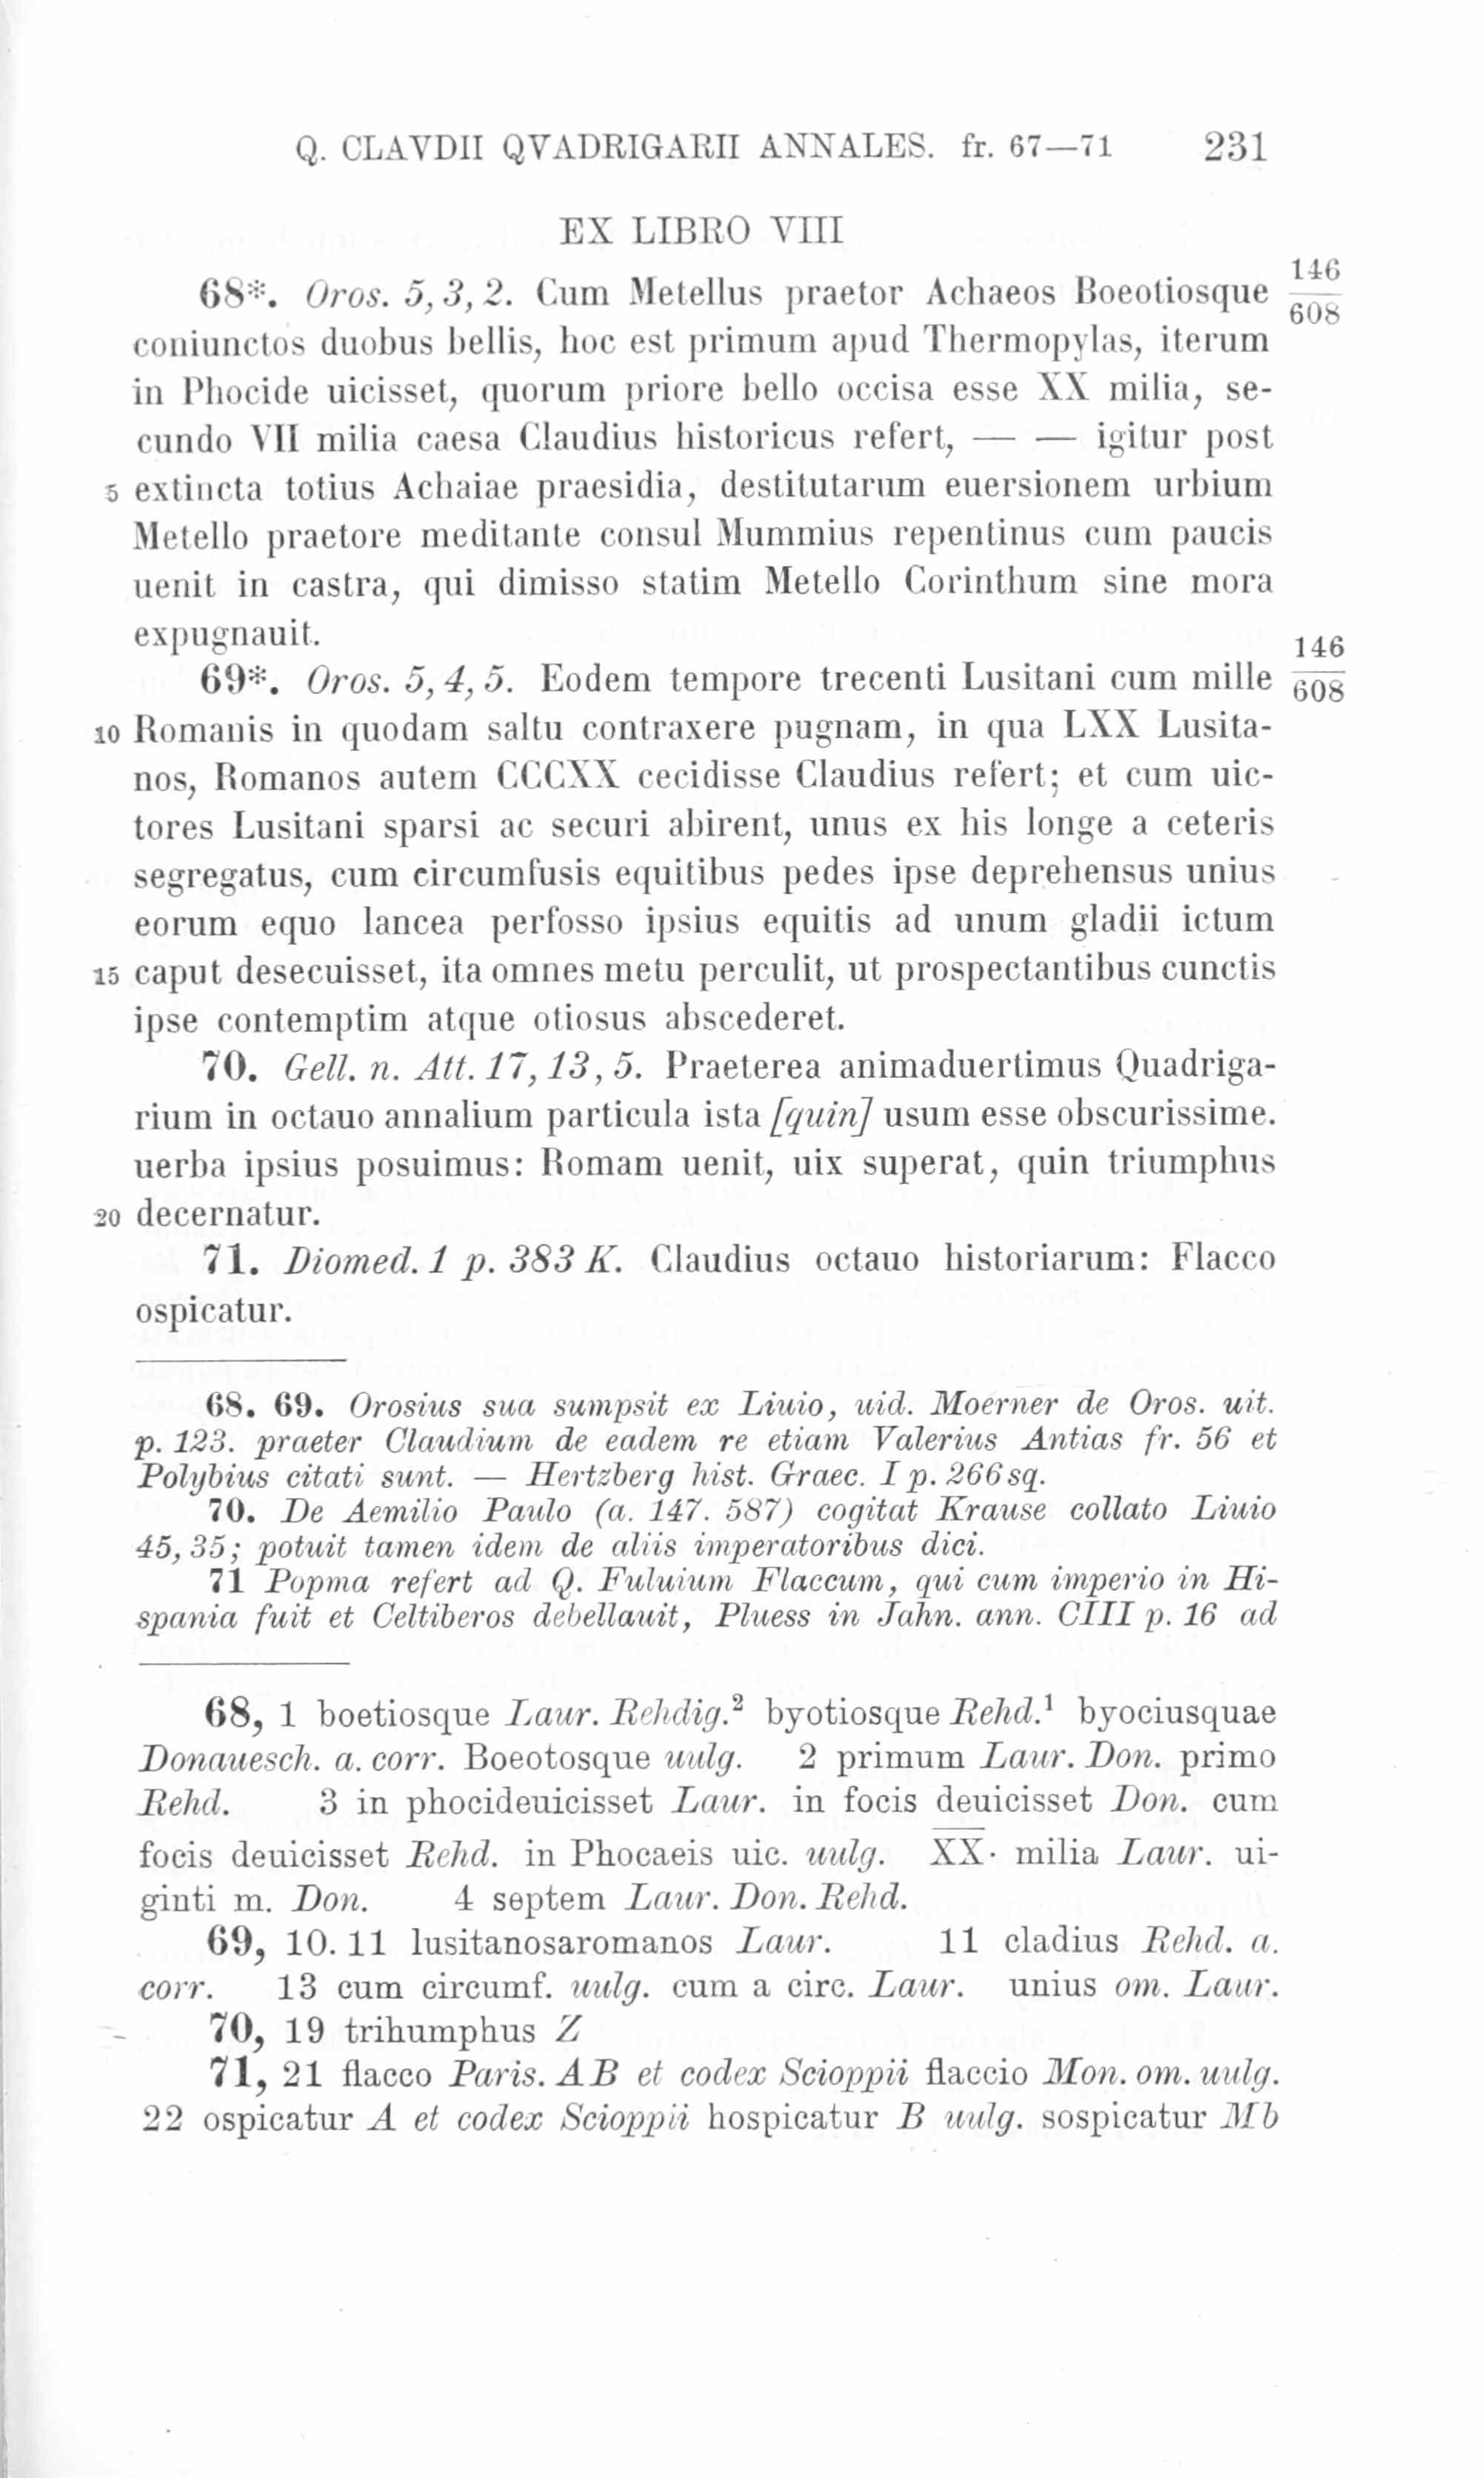 Q. CLAVDII QVADRIGARII ANNALES. fr. 67—71 231
EX LIBRO VIII
68*. Oros. 5, 3, 2. Cum Metellus praetor Achaeos Boeotiosque 146/608
coniunctos duobus bellis, hoc est primum apud Thermopylas, iterum
in Phocide uicisset, quorum priore bello occisa esse XX milia, se-
cundo VII milia caesa Claudius historicus refert, — — igitur post
5 extincta totius Achaiae praesidia, destitutarum euersionem urbium
Metello praetore meditante consul Mummius repentinus cum paucis
uenit in castra, qui dimisso statim Metello Corinthum sine mora
expugnauit.
69*. Oros. 5, 4, 5. Eodem tempore trecenti Lusitani cum mille 146/608
10 Romanis in quodam saltu contraxere pugnam, in qua LXX Lusita-
nos, Romanos autem CCCXX cecidisse Claudius refert; et cum uic-
tores Lusitani sparsi ac securi abirent, unus ex his longe a ceteris
segregatus, cum circumfusis equitibus pedes ipse deprehensus unius
eorum equo lancea perfosso ipsius equitis ad unum gladii ictum
15 caput desecuisset, ita omnes metu perculit, ut prospectantibus cunctis
ipse contemptim atque otiosus abscederet.
70. Gell. n. Att. 17, 13, 5. Praeterea animaduertimus Quadriga-
rium in octauo annalium particula ista [quin] usum esse obscurissime.
uerba ipsius posuimus: Romam uenit, uix superat, quin triumphus
20 decernatur.
71. Diomed. 1 p. 383 K. Claudius octauo historiarum: Flacco
ospicatur.
68. 69. Orosius sua sumpsit ex Liuio, uid. Moerner de Oros. uit.
p. 123. praeter Claudium de eadem re etiam Valerius Antias fr. 56 et
Polybius citati sunt. — Hertzberg hist. Graec. I p. 266 sq.
70. De Aemilio Paulo (a. 147. 587) cogitat Krause collato Liuio
45, 35; potuit tamen idem de aliis imperatoribus dici.
71 Popma refert ad Q. Fuluium Flaccum, qui cum imperio in Hi-
spania fuit et Celtiberos debellauit, Pluess in Jahn. ann. CIII p. 16 ad
68, 1 boetiosque Laur. Rehdig.² byotiosque Rehd.¹ byociusquae
Donauesch. a. corr. Boeotosque uulg. 2 primum Laur. Don. primo
Rehd. 3 in phocideuicisset Laur. in focis deuicisset Don. cum
focis deuicisset Rehd. in Phocaeis uic. uulg. X̅X̅· milia Laur. ui-
ginti m. Don. 4 septem Laur. Don. Rehd.
69, 10. 11 lusitanosaromanos Laur. 11 cladius Rehd. a.
corr. 13 cum circumf. uulg. cum a circ. Laur. unius om. Laur.
70, 19 trihumphus Z
71, 21 flacco Paris. AB et codex Scioppii flaccio Mon. om. uulg.
22 ospicatur A et codex Scioppii hospicatur B uulg. sospicatur Mb